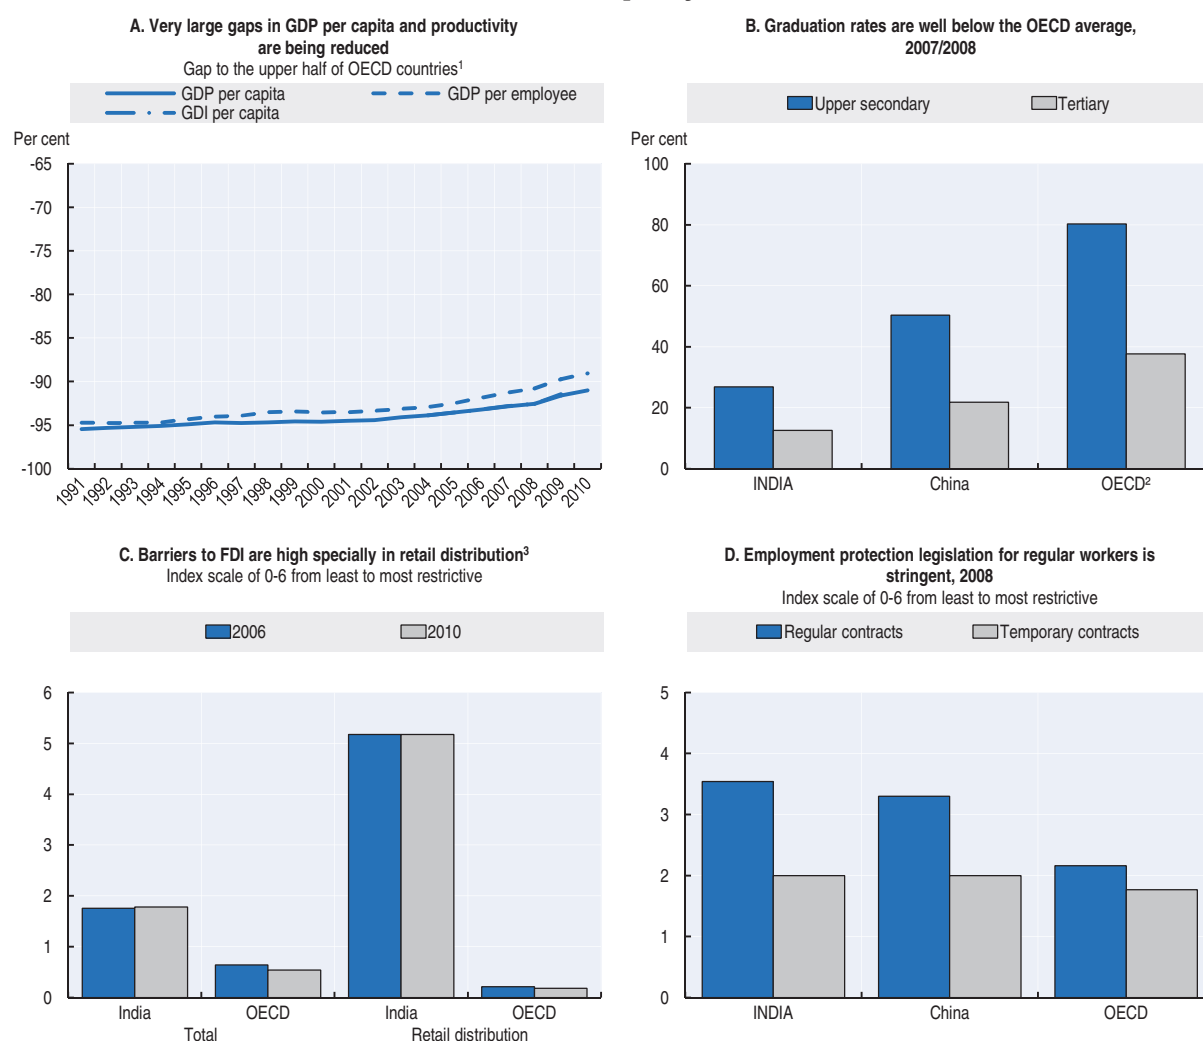 A. Very large gaps in GDP per capita and productivity
are being reduced
Gap to the upper half of OECD countries¹
GDP per capita
GDP per employee
GDI per capita
Per cent
-65
-70
-75
-80
-85
-90
-95
-100
1991
1992
1993
1994
1995
1996
1997
1998
1999
2000
2001
2002
2003
2004
2005
2006
2007
2008
2009
2010
B. Graduation rates are well below the OECD average,
2007/2008
Upper secondary
Tertiary
Per cent
100
80
60
40
20
0
INDIA
China
OECD²
C. Barriers to FDI are high specially in retail distribution³
Index scale of 0-6 from least to most restrictive
2006
2010
6
5
4
3
2
1
0
India
OECD
India
OECD
Total
Retail distribution
D. Employment protection legislation for regular workers is
stringent, 2008
Index scale of 0-6 from least to most restrictive
Regular contracts
Temporary contracts
5
4
3
2
1
0
INDIA
China
OECD